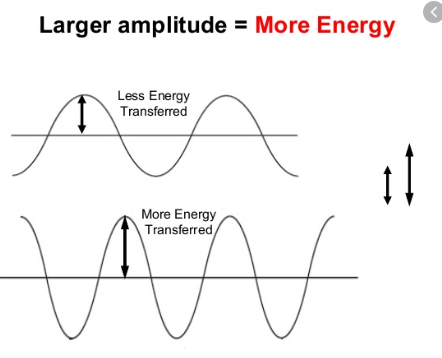 Larger amplitude = More Energy
Less Energy
Transferred
More Energy
Transferred